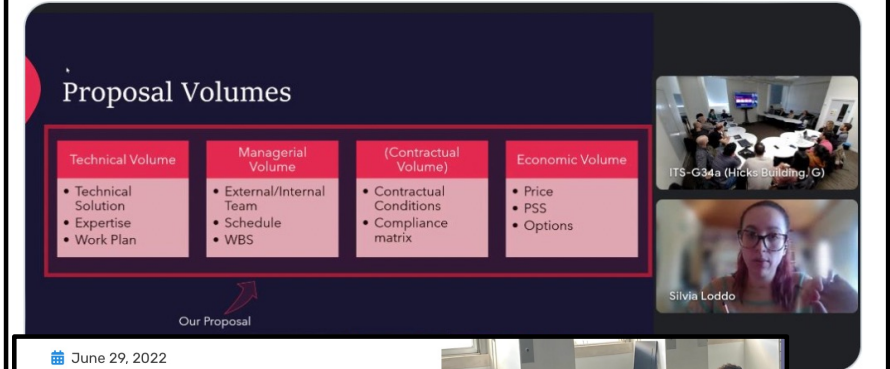 Proposal Volumes
Technical Volume
• Technical
Solution
• Expertise
• Work Plan
Managerial
Volume
• External/Internal
Team
• Schedule
• WBS
(Contractual
Volume)
• Contractual
Conditions
• Compliance
matrix
Economic Volume
• Price
• PSS
• Options
Our Proposal
ITS-G34a (Hicks Building, G)
Silvia Loddo
June 29, 2022